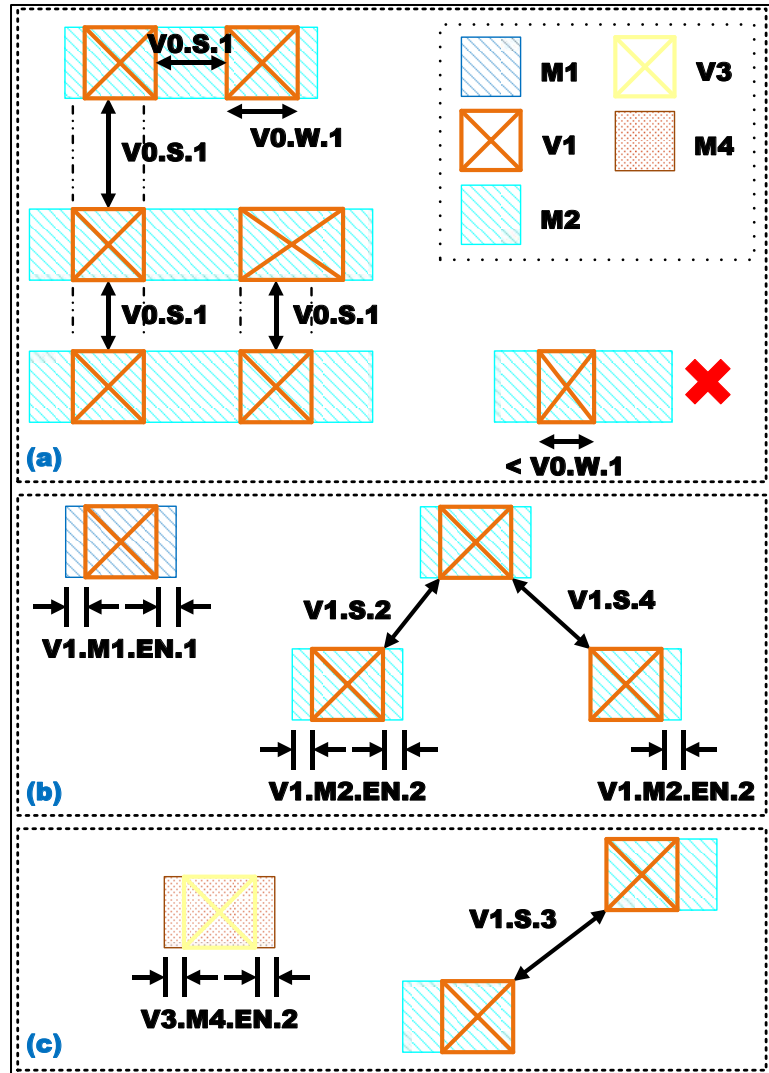 V0.S.1
V0.W.1
V0.S.1
M1
V3
V1
M4
M2
V0.S.1
V0.S.1
< V0.W.1
(a)
V1.M1.EN.1
V1.S.2
V1.S.4
V1.M2.EN.2
V1.M2.EN.2
(b)
V1.S.3
V3.M4.EN.2
(c)